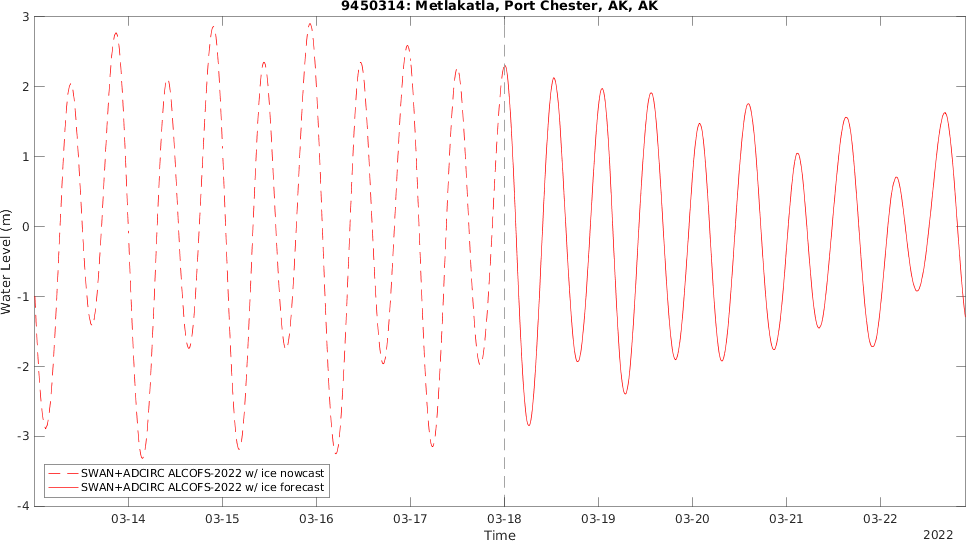 9450314: Metlakatla, Port Chester, AK, AK
3
2
1
0
-1
-2
-3
-4
Water Level (m)
SWAN+ADCIRC ALCOFS-2022 w/ ice nowcast
SWAN+ADCIRC ALCOFS-2022 w/ ice forecast
03-14 03-15 03-16 03-17 03-18 03-19 03-20 03-21 03-22
Time
2022